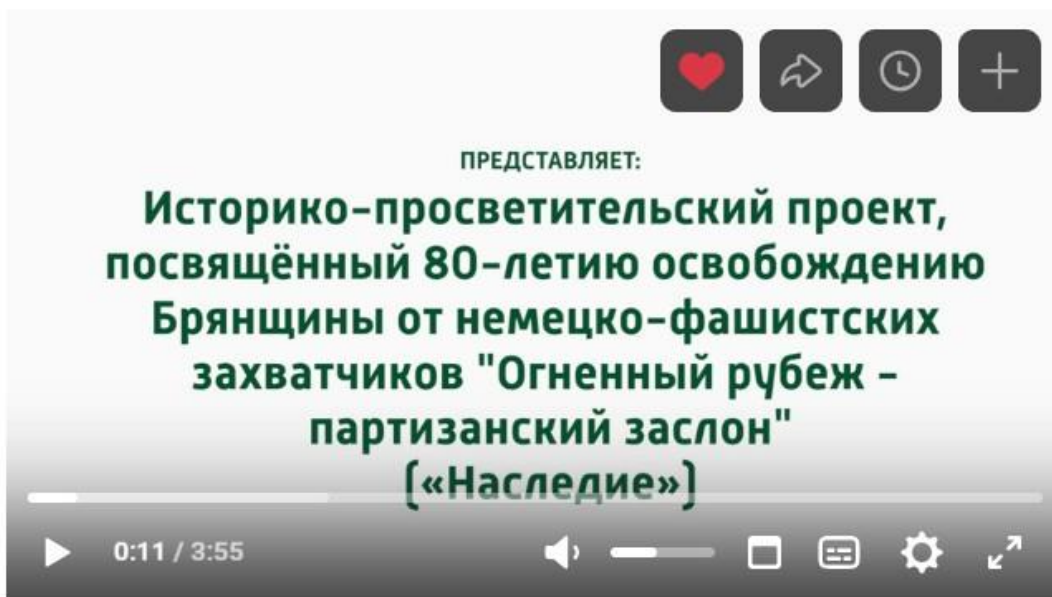 ПРЕДСТАВЛЯЕТ:
Историко-просветительский проект,
посвящённый 80-летию освобождению
Брянщины от немецко-фашистских
захватчиков "Огненный рубеж -
партизанский заслон"
(«Наследие»)
0:11 / 3:55